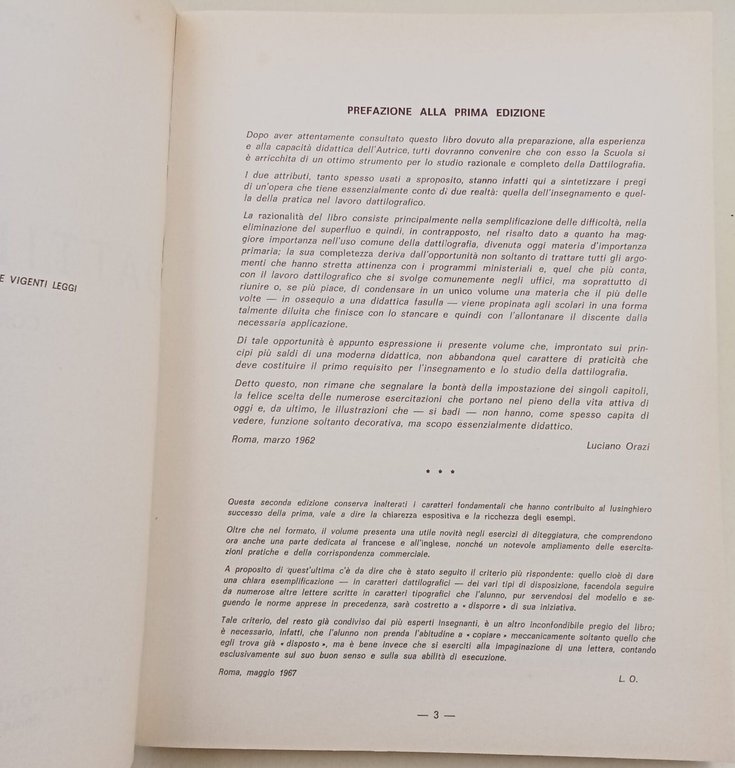 E VIGENTI LEGGI
PREFAZIONE ALLA PRIMA EDIZIONE
Dopo aver attentamente consultato questo libro dovuto alla preparazione, alla esperienza
e alla capacità didattica dell'Autrice, tutti dovranno convenire che con esso la Scuola si
è arricchita di un ottimo strumento per lo studio razionale e completo della Dattilografia.
I due attributi, tanto spesso usati a sproposito, stanno infatti qui a sintetizzare i pregi
di un'opera che tiene essenzialmente conto di due realtà: quella dell'insegnamento e quel-
la della pratica nel lavoro dattilografico.
La razionalità del libro consiste principalmente nella semplificazione delle difficoltà, nella
eliminazione del superfluo e quindi, in contrapposto, nel risalto dato a quanto ha mag-
giore importanza nell'uso comune della dattilografia, divenuta oggi materia d'importanza
primaria; la sua completezza deriva dall'opportunità non soltanto di trattare tutti gli argo-
menti che hanno stretta attinenza con i programmi ministeriali e, quel che più conta,
con il lavoro dattilografico che si svolge comunemente negli uffici, ma soprattutto di
riunire o, se più piace, di condensare in un unico volume una materia che il più delle
volte — in ossequio a una didattica fasulla — viene propinata agli scolari in una forma
talmente diluita che finisce con lo stancare e quindi con l'allontanare il discente dalla
necessaria applicazione.
Di tale opportunità è appunto espressione il presente volume che, improntato sui prin-
cipi più saldi di una moderna didattica, non abbandona quel carattere di praticità che
deve costituire il primo requisito per l'insegnamento e lo studio della dattilografia.
Detto questo, non rimane che segnalare la bontà della impostazione dei singoli capitoli,
la felice scelta delle numerose esercitazioni che portano nel pieno della vita attiva di
oggi e, da ultimo, le illustrazioni che — si badi — non hanno, come spesso capita di
vedere, funzione soltanto decorativa, ma scopo essenzialmente didattico.
Roma, marzo 1962
Luciano Orazi
* * *
Questa seconda edizione conserva inalterati i caratteri fondamentali che hanno contribuito al lusinghiero
successo della prima, vale a dire la chiarezza espositiva e la ricchezza degli esempi.
Oltre che nel formato, il volume presenta una utile novità negli esercizi di diteggiatura, che comprendono
ora anche una parte dedicata al francese e all'inglese, nonché un notevole ampliamento delle esercita-
zioni pratiche e della corrispondenza commerciale.
A proposito di quest'ultima c'è da dire che è stato seguito il criterio più rispondente: quello cioè di dare
una chiara esemplificazione — in caratteri dattilografici — dei vari tipi di disposizione, facendola seguire
da numerose altre lettere scritte in caratteri tipografici che l'alunno, pur servendosi del modello e se-
guendo le norme apprese in precedenza, sarà costretto a « disporre » di sua iniziativa.
Tale criterio, del resto già condiviso dai più esperti insegnanti, è un altro inconfondibile pregio del libro;
è necessario, infatti, che l'alunno non prenda l'abitudine a « copiare » meccanicamente soltanto quello che
egli trova già « disposto », ma è bene invece che si eserciti alla impaginazione di una lettera, contando
esclusivamente sul suo buon senso e sulla sua abilità di esecuzione.
Roma, maggio 1967
L. O.
— 3 —